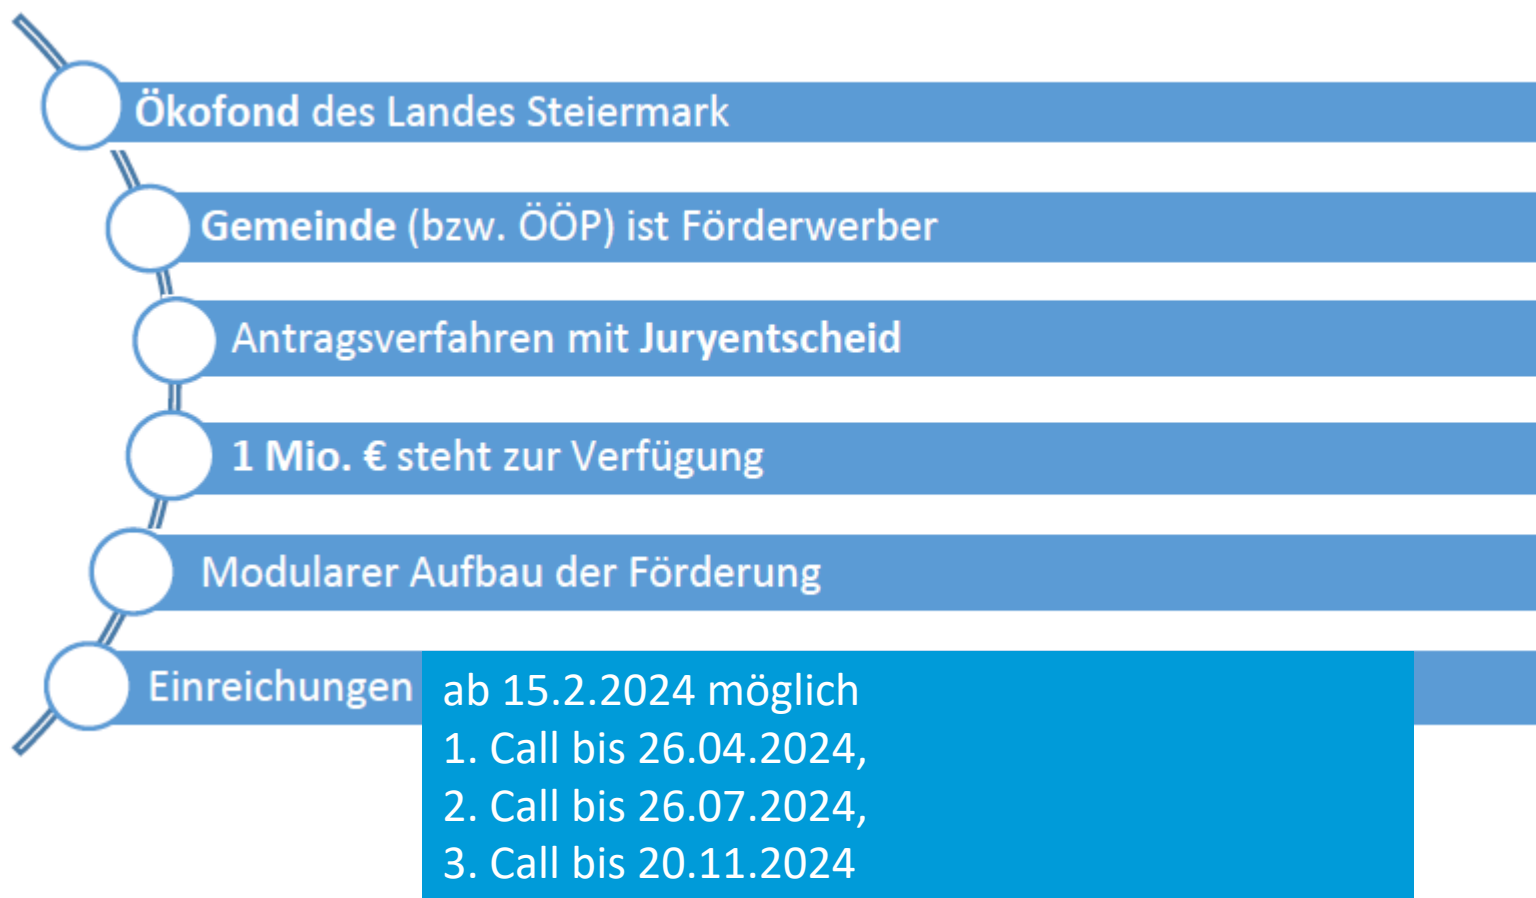 Ökofond des Landes Steiermark
Gemeinde (bzw. ÖÖP) ist Förderwerber
Antragsverfahren mit Juryentscheid
1 Mio. € steht zur Verfügung
Modularer Aufbau der Förderung
Einreichungen ab 15.2.2024 möglich
1. Call bis 26.04.2024,
2. Call bis 26.07.2024,
3. Call bis 20.11.2024